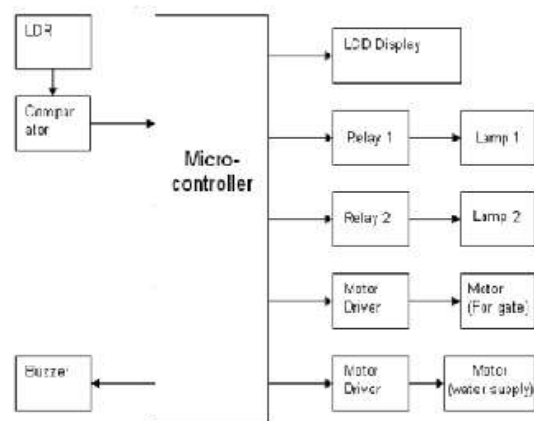 LDR
Compar
ator
Micro-
controller
Buzzer
LCD Display
Relay 1
Lamp 1
Relay 2
Lamp 2
Motor
Driver
Motor
(For gate)
Motor
Driver
Motor
(water supply)